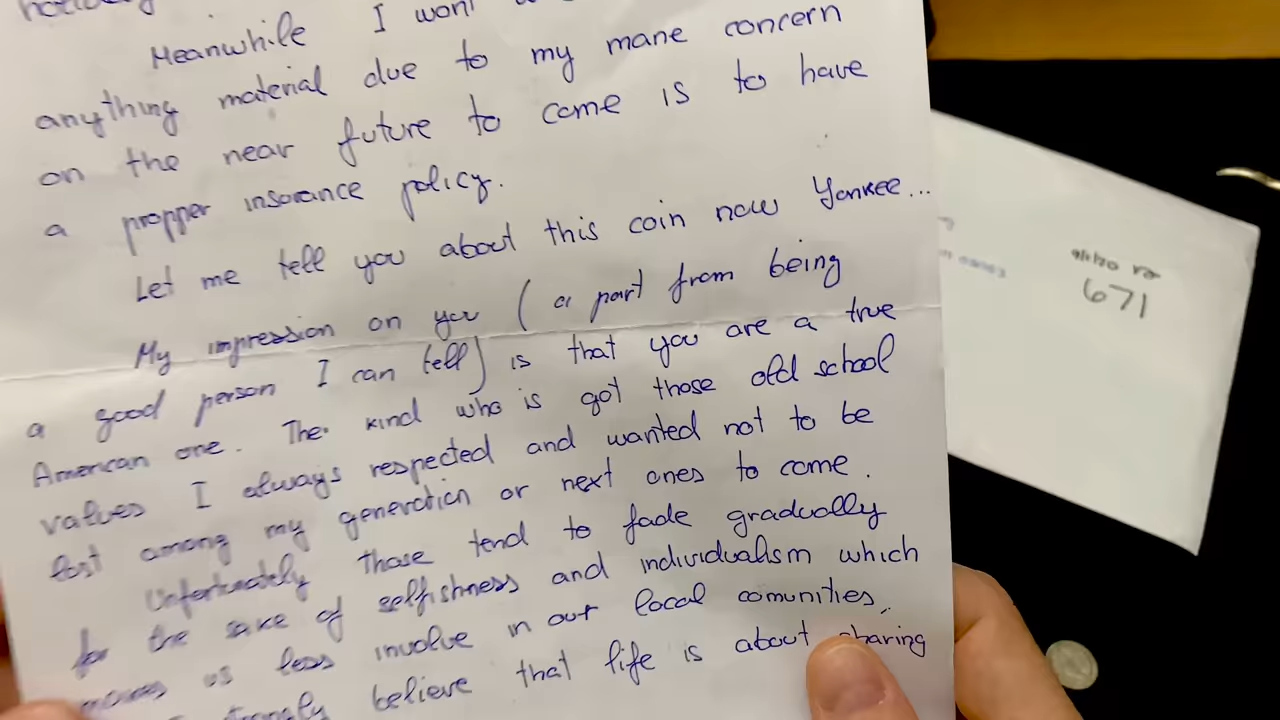 Meanwhile I won't
anything material due to my mane concern
on the near future to come is to have
a propper insorance policy.
Let me tell you about this coin now Yankee...
My impression on you ( a part from being
a good person I can tell) is that you are a true
American one. The kind who is got those old school
values I always respected and wanted not to be
lost among my generation or next ones to come.
Unfortunately those tend to fade gradually
for the sake of selfishness and individualism which
us less involve in our local comunities.
believe that life is about sharing
671